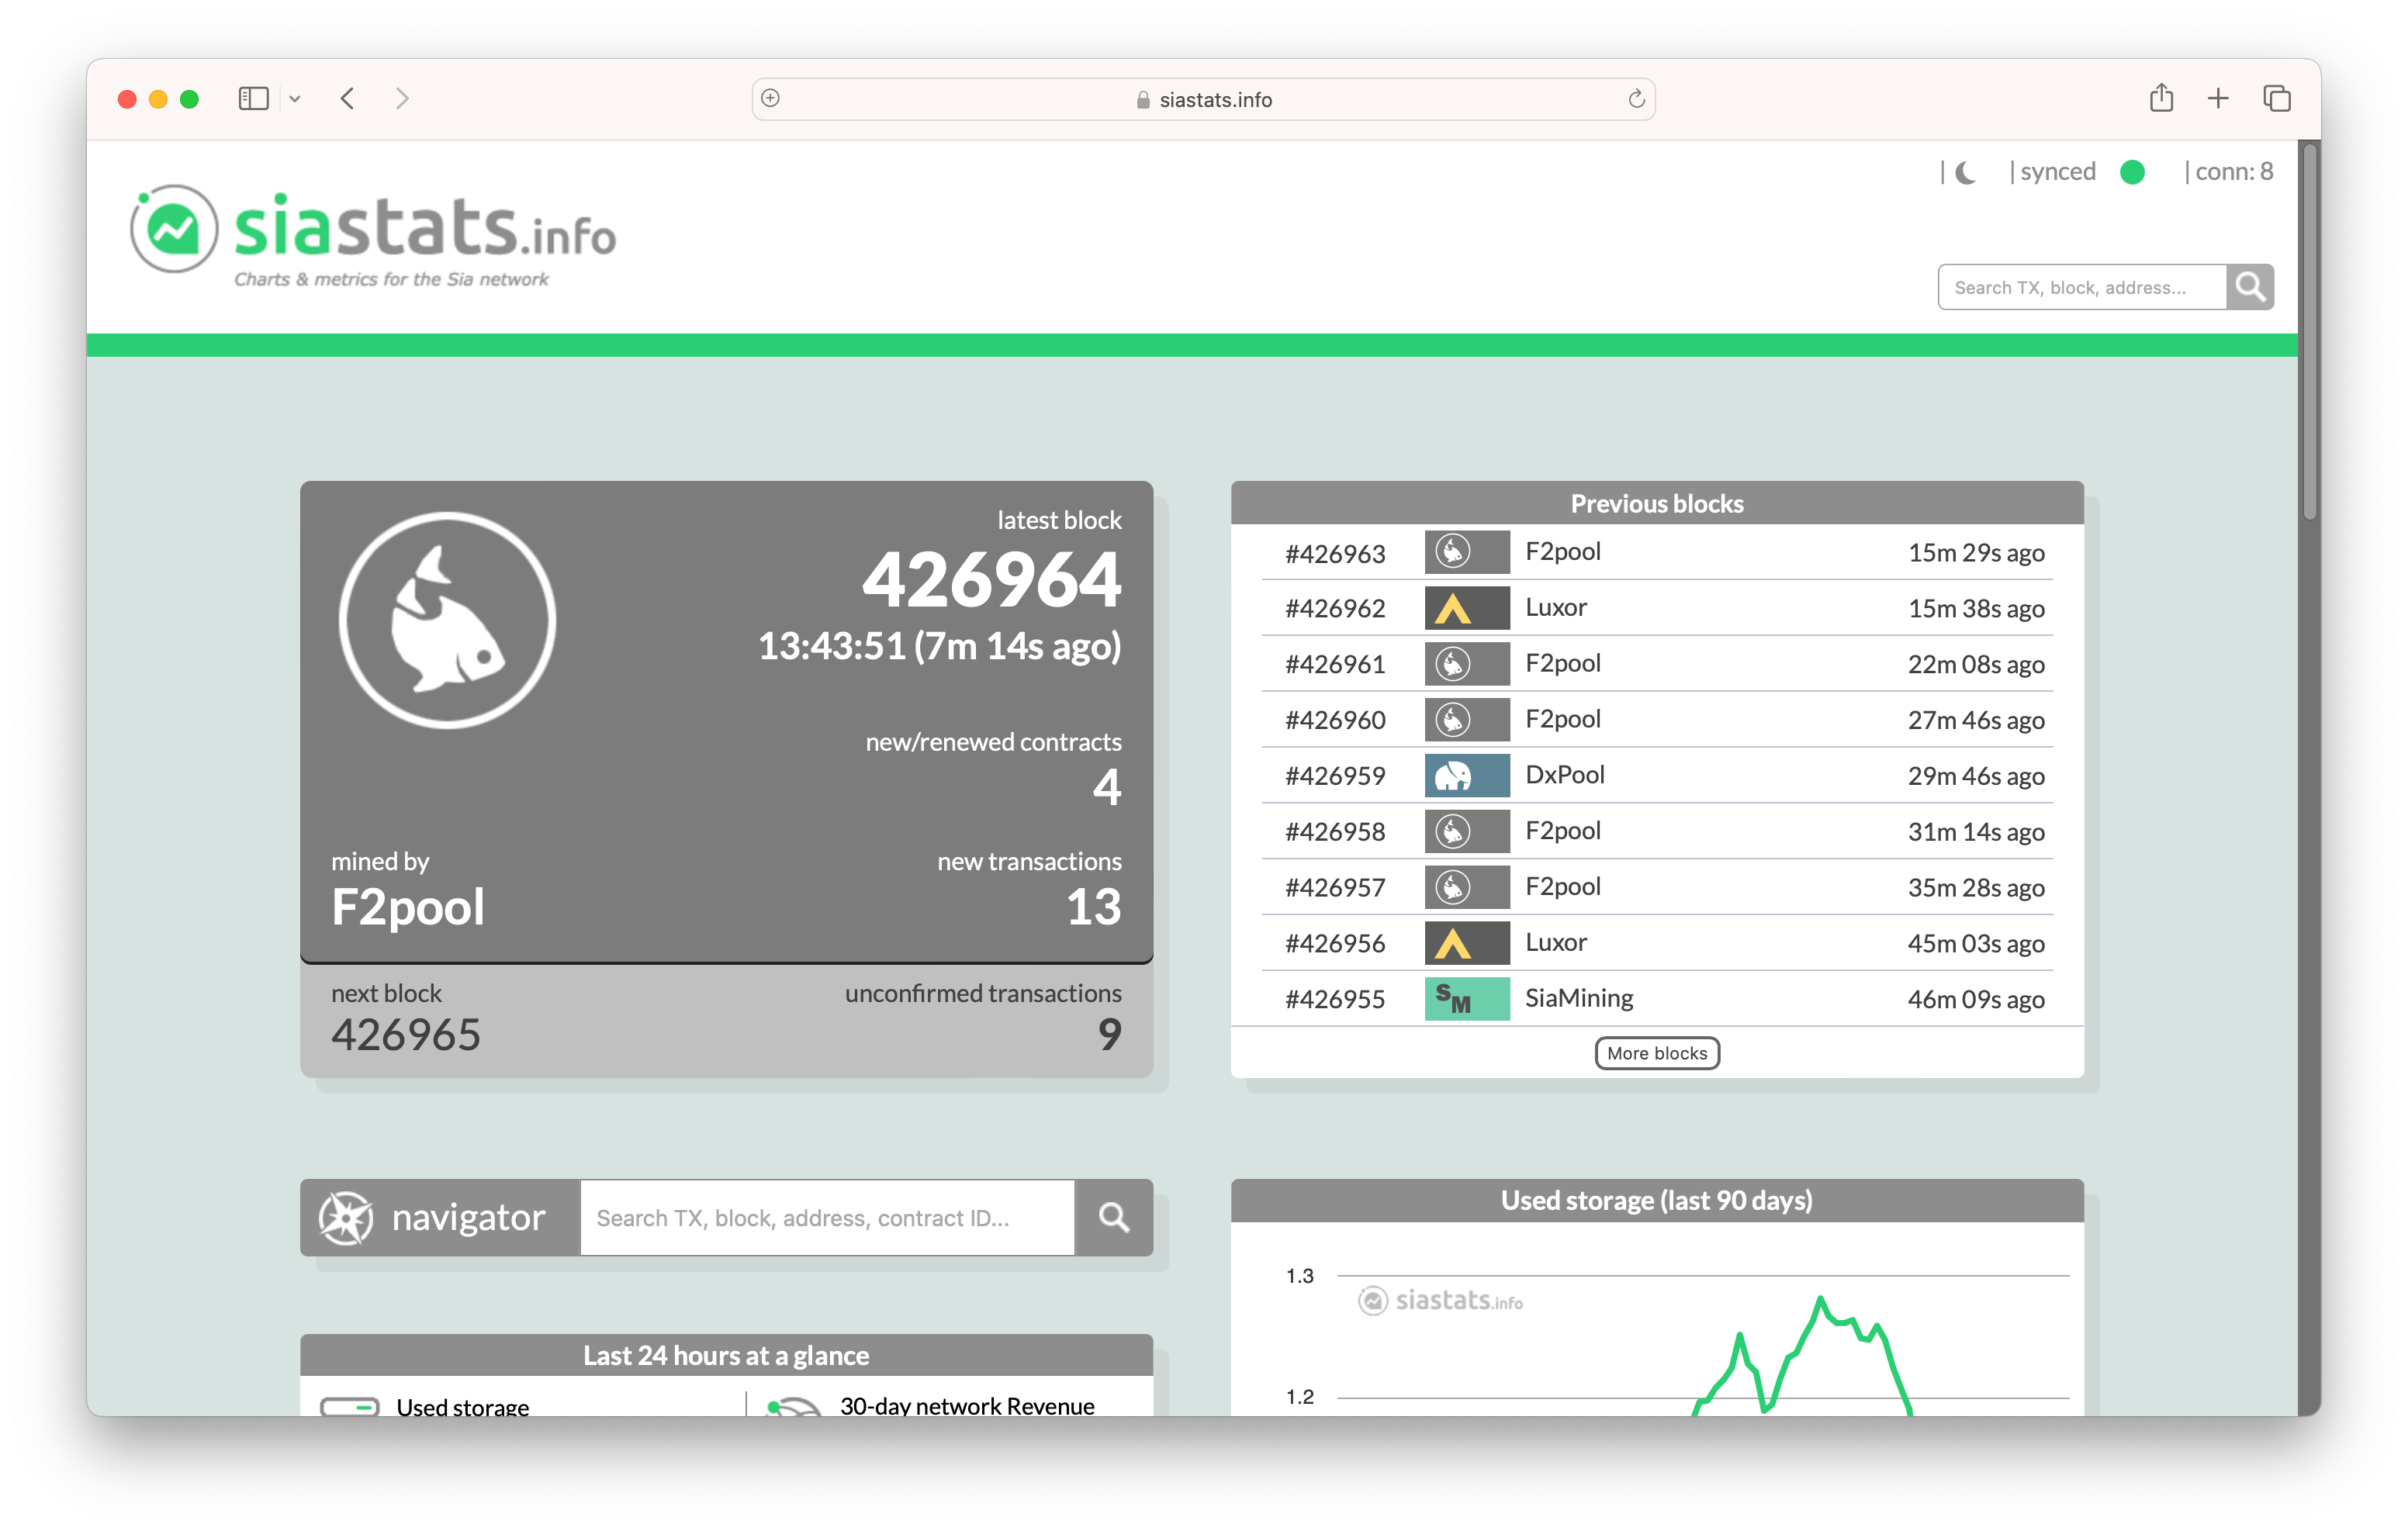 siastats.info
| | synced | conn: 8
siastats.info
Charts & metrics for the Sia network
Search TX, block, address...
latest block
426964
13:43:51 (7m 14s ago)
new/renewed contracts
4
mined by
F2pool
new transactions
13
next block
426965
unconfirmed transactions
9
Previous blocks
#426963 F2pool 15m 29s ago
#426962 Luxor 15m 38s ago
#426961 F2pool 22m 08s ago
#426960 F2pool 27m 46s ago
#426959 DxPool 29m 46s ago
#426958 F2pool 31m 14s ago
#426957 F2pool 35m 28s ago
#426956 Luxor 45m 03s ago
#426955 SM SiaMining 46m 09s ago
More blocks
navigator
Search TX, block, address, contract ID...
Used storage (last 90 days)
1.3
siastats.info
1.2
Last 24 hours at a glance
Used storage
30-day network Revenue